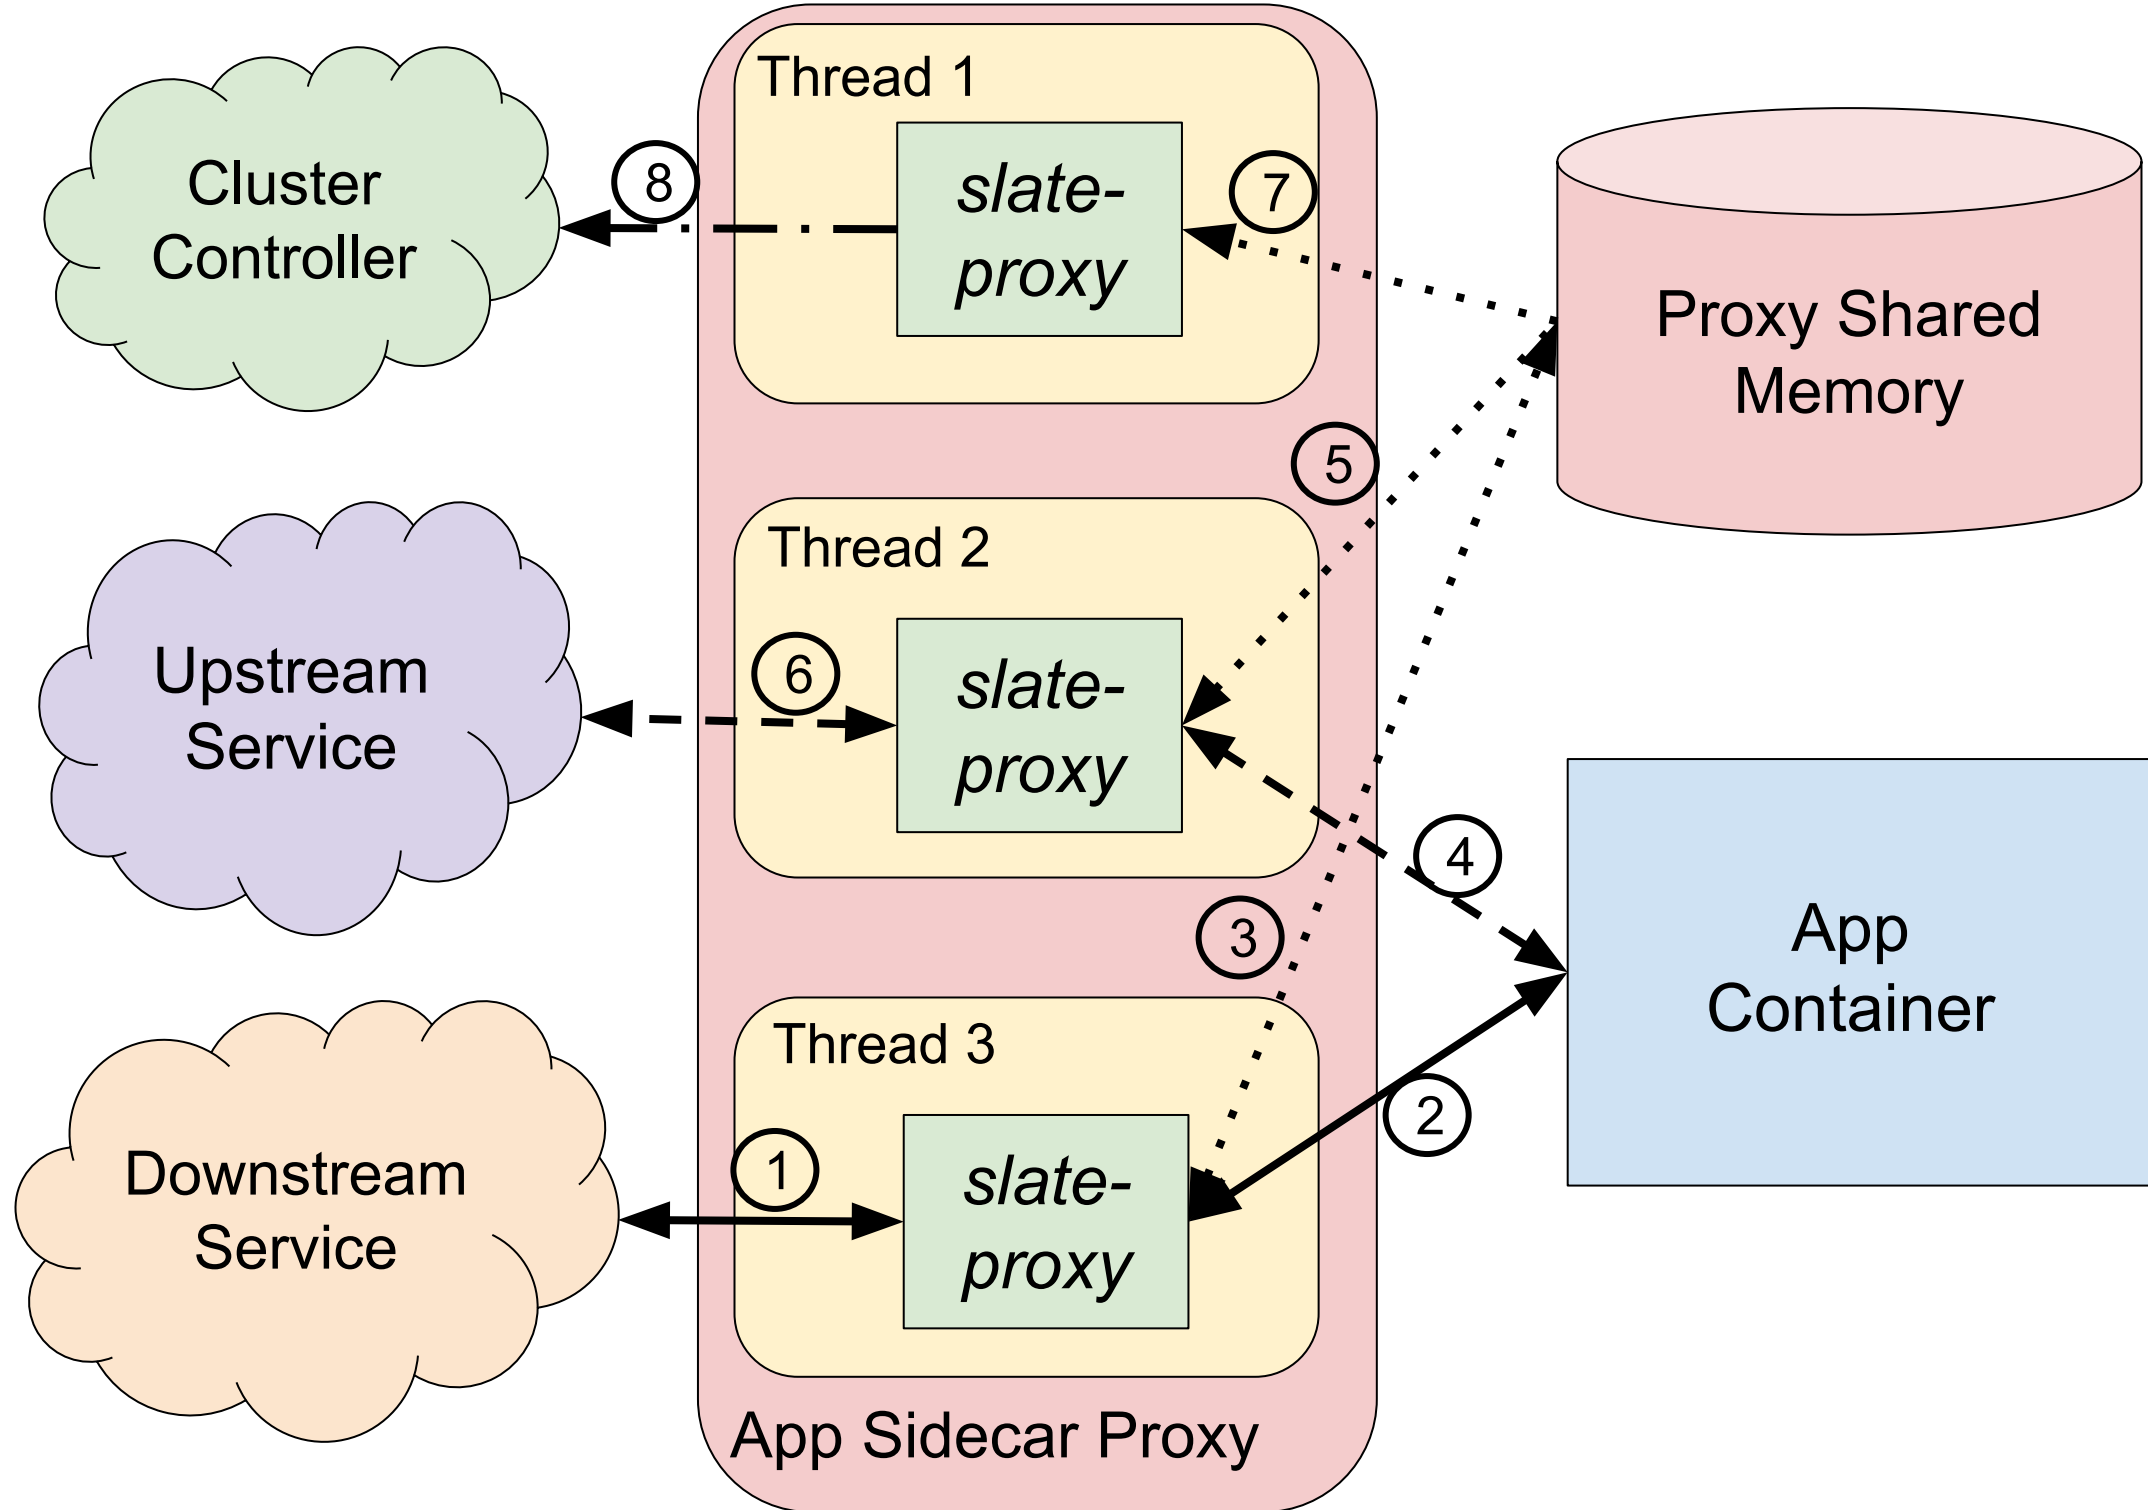 Thread 1
slate-
proxy
Cluster
Controller
8
7
Proxy Shared
Memory
5
Thread 2
slate-
proxy
Upstream
Service
6
4
3
App
Container
Thread 3
slate-
proxy
Downstream
Service
1
2
App Sidecar Proxy